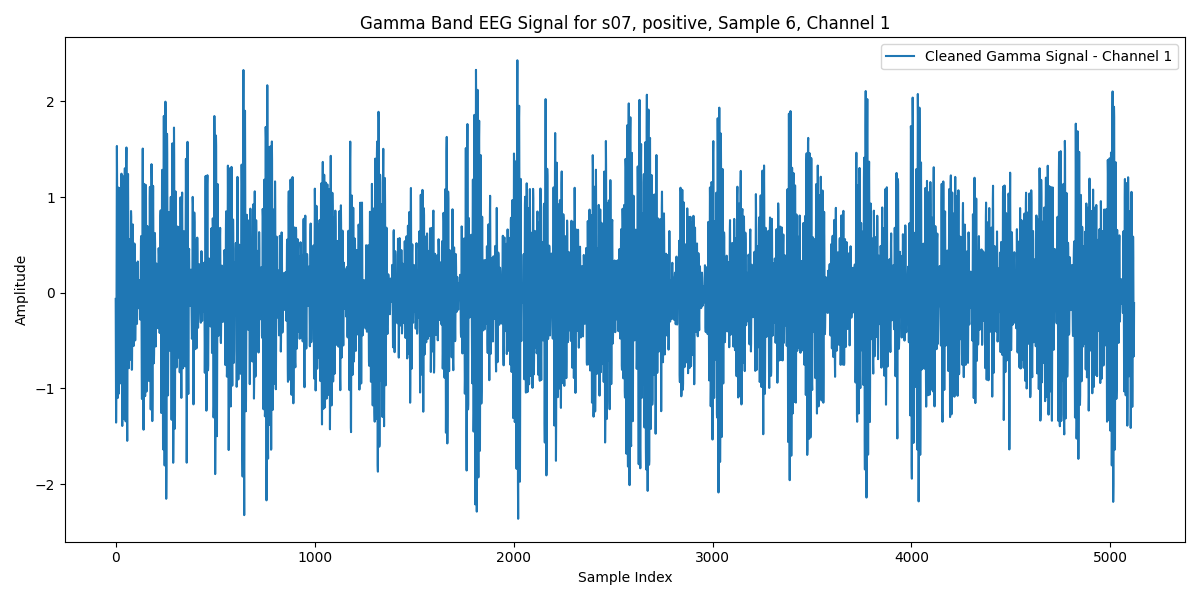 Gamma Band EEG Signal for s07, positive, Sample 6, Channel 1
Cleaned Gamma Signal - Channel 1
Amplitude
2
1
0
−1
−2
0 1000 2000 3000 4000 5000
Sample Index